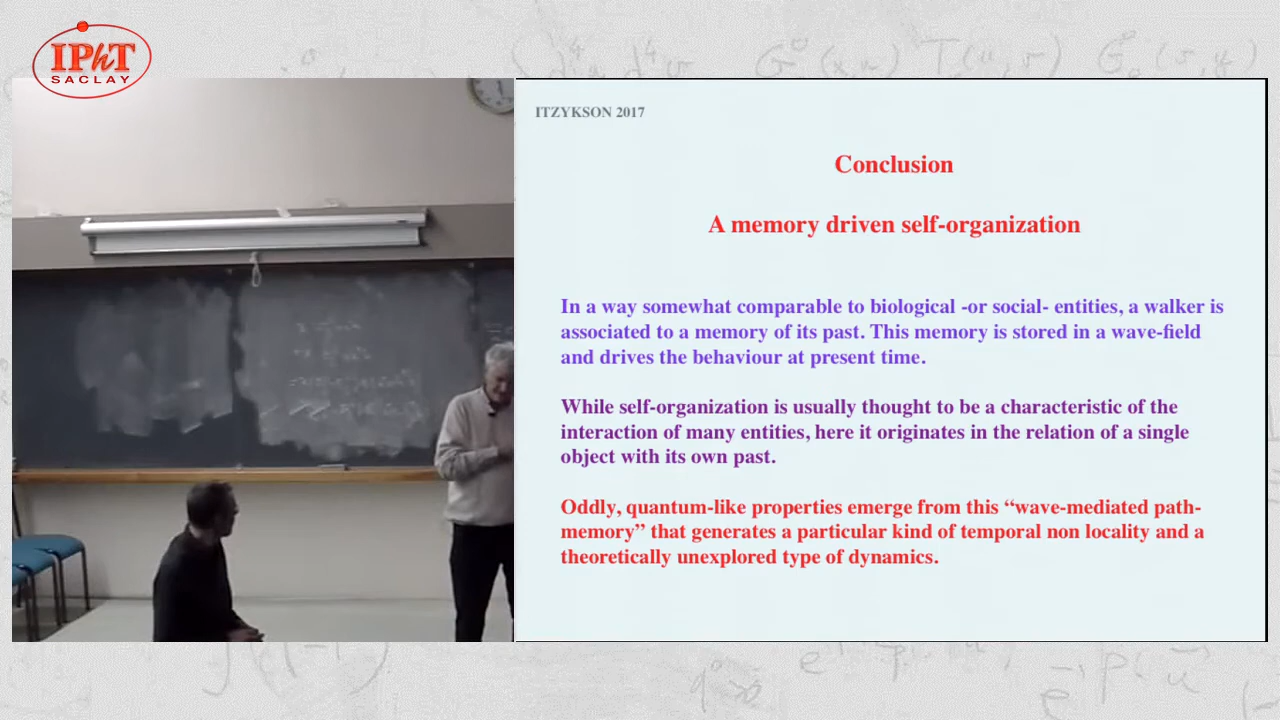 IPhT
SACLAY
ITZYKSON 2017
Conclusion
A memory driven self-organization
In a way somewhat comparable to biological -or social- entities, a walker is
associated to a memory of its past. This memory is stored in a wave-field
and drives the behaviour at present time.
While self-organization is usually thought to be a characteristic of the
interaction of many entities, here it originates in the relation of a single
object with its own past.
Oddly, quantum-like properties emerge from this “wave-mediated path-
memory” that generates a particular kind of temporal non locality and a
theoretically unexplored type of dynamics.